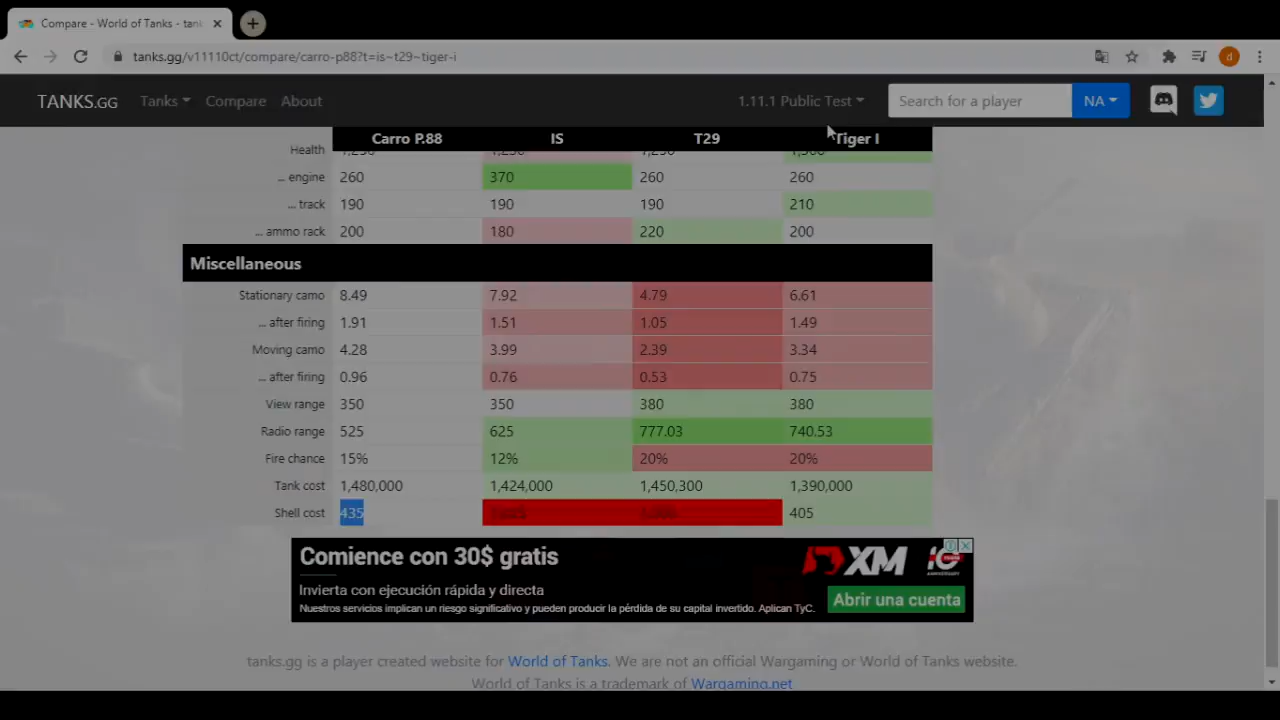 Compare - World of Tanks - tank
tanks.gg/v11110ct/compare/carro-p88?t=is~t29~tiger-i
d
TANKS.GG Tanks Compare About 1.11.1 Public Test Search for a player NA
Carro P.88 IS T29 Tiger I
Health
... engine 260 370 260 260
... track 190 190 190 210
... ammo rack 200 180 220 200
Miscellaneous
Stationary camo 8.49 7.92 4.79 6.61
... after firing 1.91 1.51 1.05 1.49
Moving camo 4.28 3.99 2.39 3.34
... after firing 0.96 0.76 0.53 0.75
View range 350 350 380 380
Radio range 525 625 777.03 740.53
Fire chance 15% 12% 20% 20%
Tank cost 1,480,000 1,424,000 1,450,300 1,390,000
Shell cost 435 405
Comience con 30$ gratis
Invierta con ejecución rápida y directa
Nuestros servicios implican un riesgo significativo y pueden producir la pérdida de su capital invertido. Aplican TyC.
XM 10
Abrir una cuenta
tanks.gg is a player created website for World of Tanks. We are not an official Wargaming or World of Tanks website.
World of Tanks is a trademark of Wargaming.net